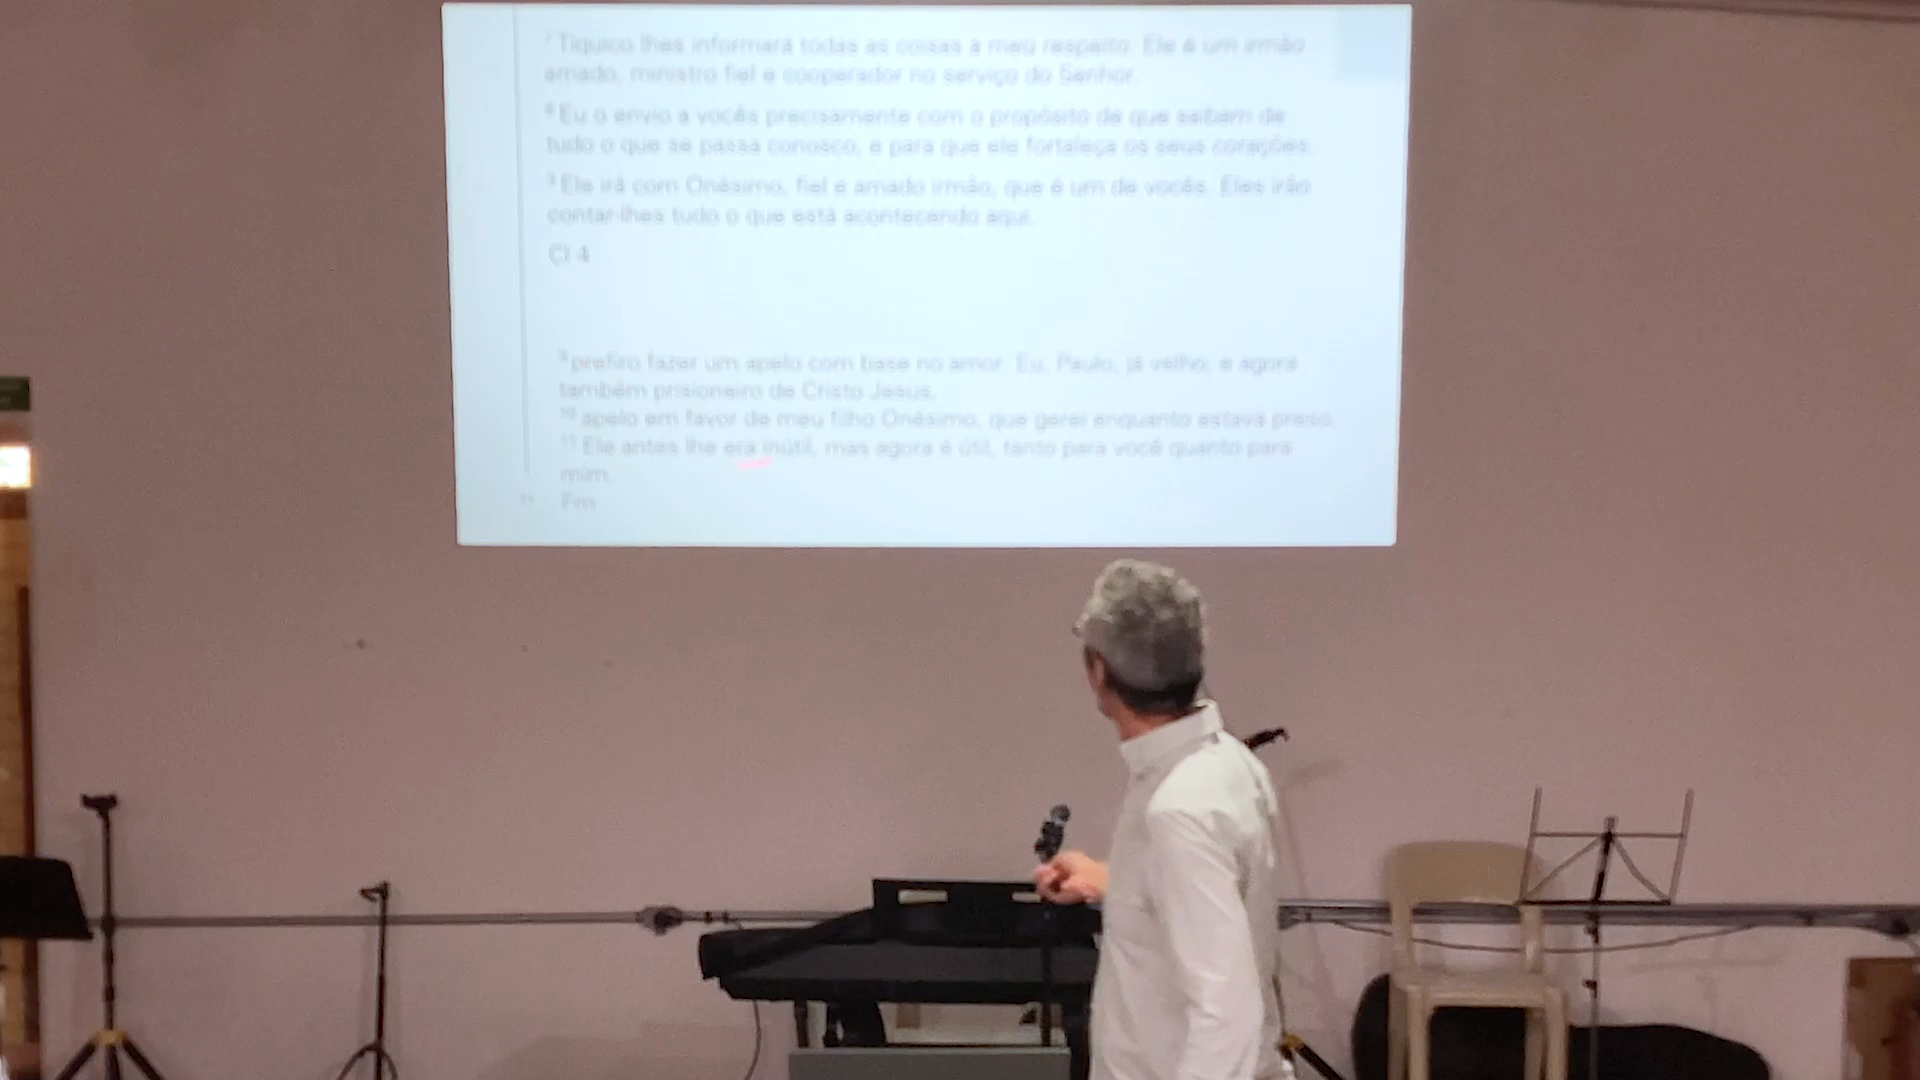 ⁷ Tíquico lhes informará todas as coisas a meu respeito. Ele é um irmão
amado, ministro fiel e cooperador no serviço do Senhor.
⁸ Eu o envio a vocês precisamente com o propósito de que saibam de
tudo o que se passa conosco, e para que ele fortaleça os seus corações.
⁹ Ele irá com Onésimo, fiel e amado irmão, que é um de vocês. Eles irão
contar-lhes tudo o que está acontecendo aqui.
Cl 4
⁹ prefiro fazer um apelo com base no amor. Eu, Paulo, já velho, e agora
também prisioneiro de Cristo Jesus,
¹⁰ apelo em favor de meu filho Onésimo, que gerei enquanto estava preso.
¹¹ Ele antes lhe era inútil, mas agora é útil, tanto para você quanto para
mim.
Fm